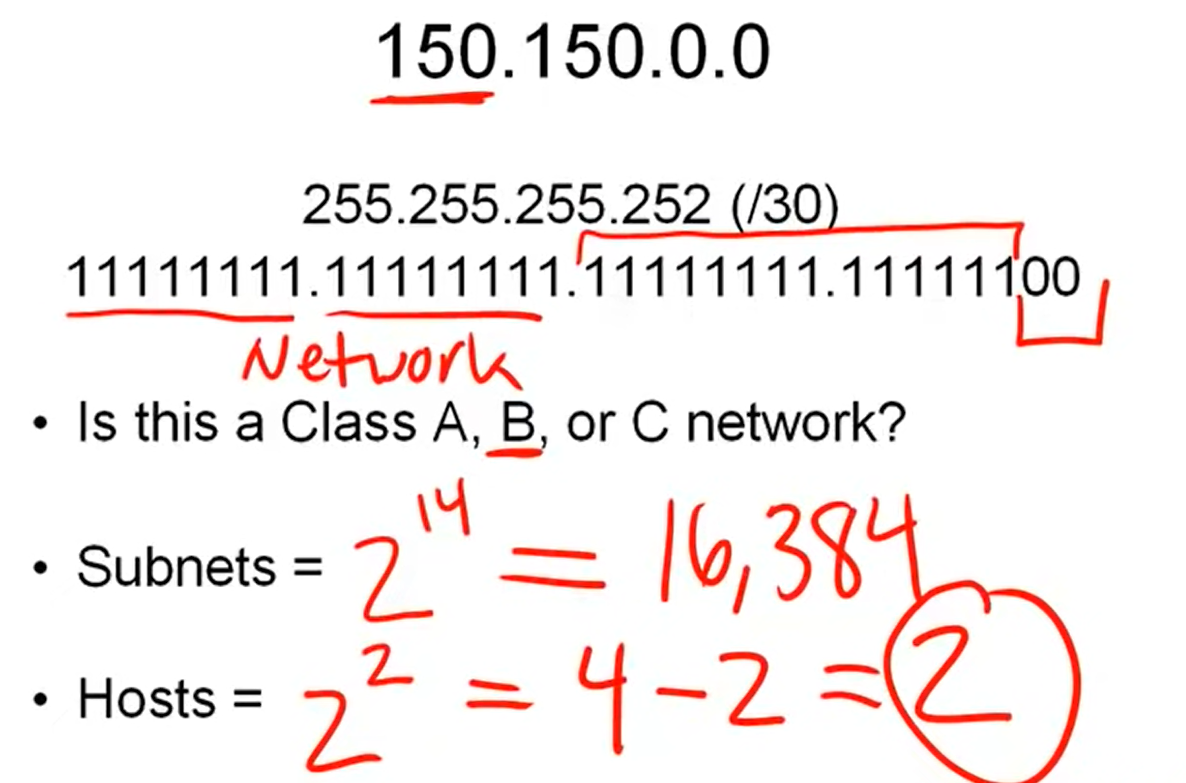 150.150.0.0
255.255.255.252 (/30)
11111111.11111111.11111111.11111100
Network
• Is this a Class A, B, or C network?
• Subnets = 2^14 = 16,384
• Hosts = 2^2 = 4 - 2 = 2